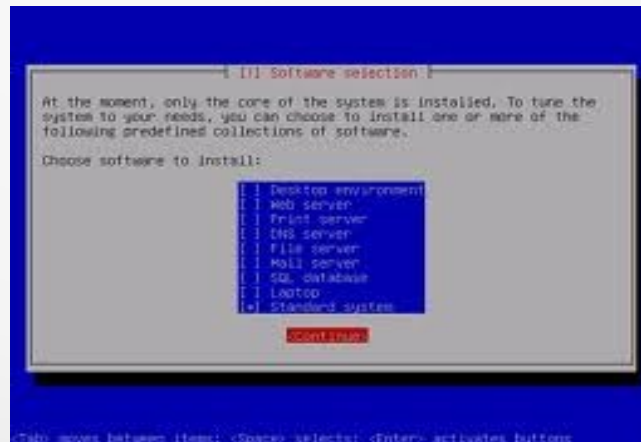 [!] Software selection
At the moment, only the core of the system is installed. To tune the
system to your needs, you can choose to install one or more of the
following predefined collections of software.
Choose software to install:
[ ] Desktop environment
[ ] Web server
[ ] Print server
[ ] DNS server
[ ] File server
[ ] Mail server
[ ] SQL database
[ ] Laptop
[*] Standard system
<Continue>
<Tab> moves between items; <Space> selects; <Enter> activates buttons